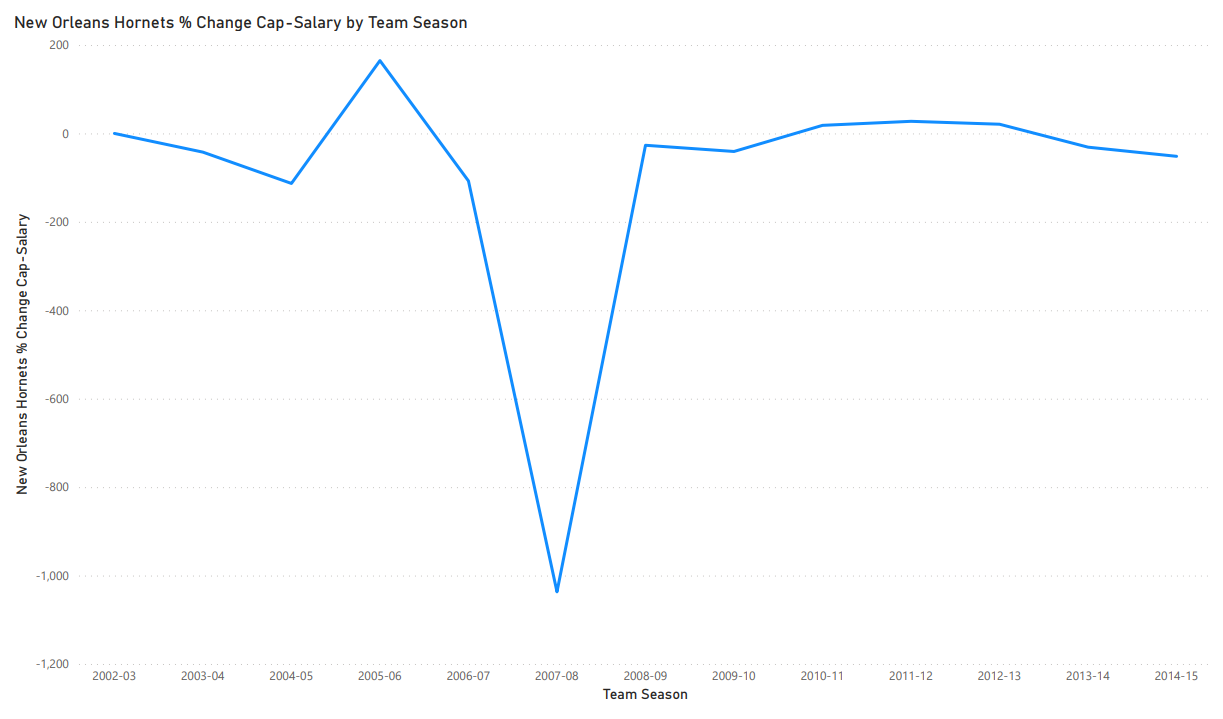 New Orleans Hornets % Change Cap-Salary by Team Season
New Orleans Hornets % Change Cap-Salary
200
0
-200
-400
-600
-800
-1,000
-1,200
2002-03 2003-04 2004-05 2005-06 2006-07 2007-08 2008-09 2009-10 2010-11 2011-12 2012-13 2013-14 2014-15
Team Season